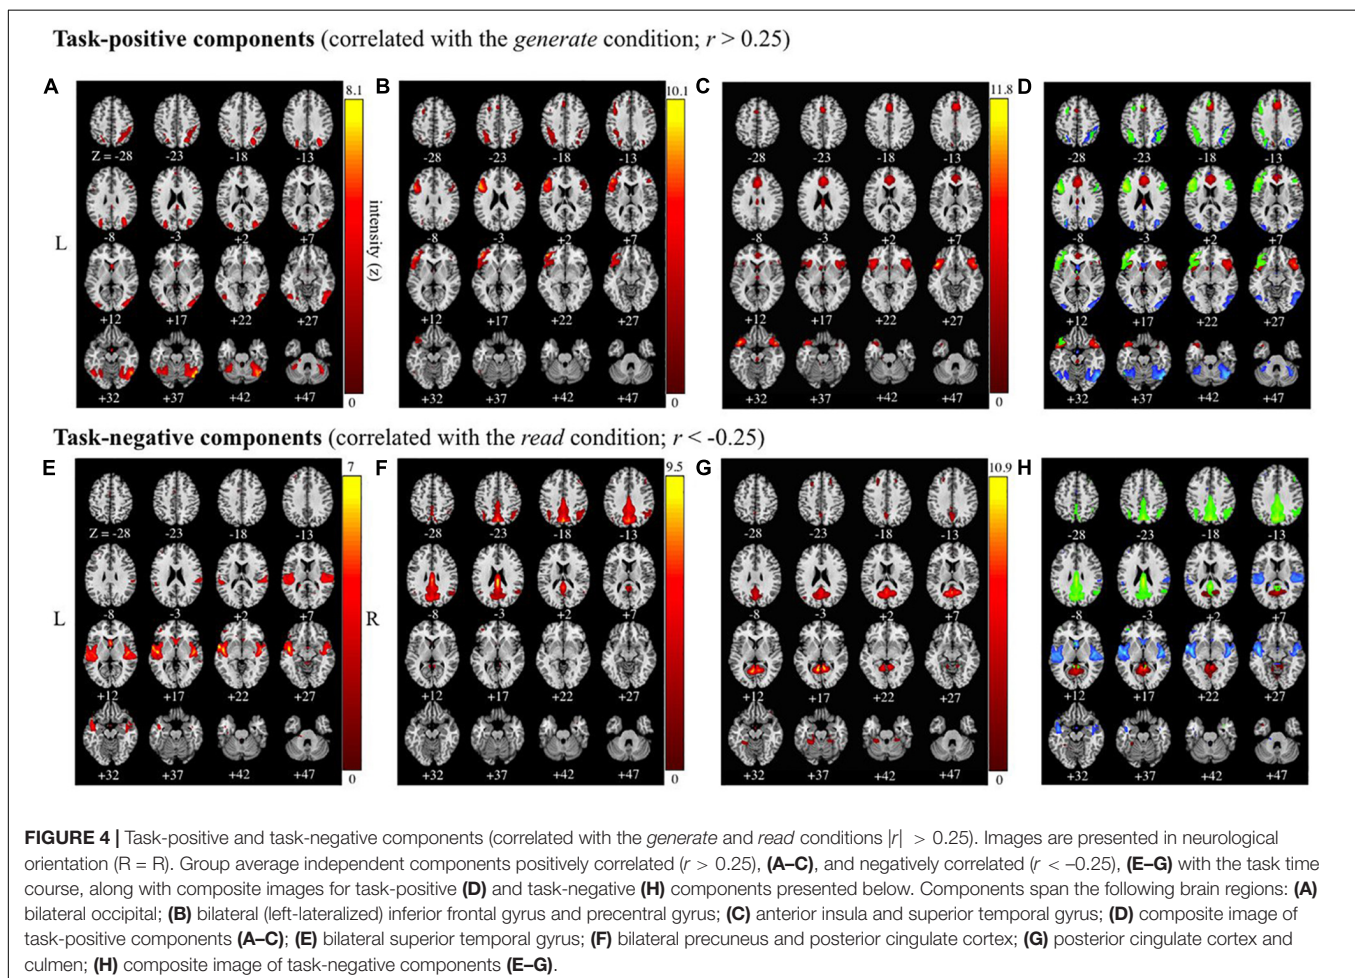 Task-positive components (correlated with the generate condition; r > 0.25)
A B C D
8.1 10.1 11.8
Z = -28 -23 -18 -13 -28 -23 -18 -13 -28 -23 -18 -13 -28 -23 -18 -13
L intensity (z)
-8 -3 +2 +7 -8 -3 +2 +7 -8 -3 +2 +7 -8 -3 +2 +7
+12 +17 +22 +27 +12 +17 +22 +27 +12 +17 +22 +27 +12 +17 +22 +27
+32 +37 +42 +47 0 +32 +37 +42 +47 0 +32 +37 +42 +47 0 +32 +37 +42 +47
Task-negative components (correlated with the read condition; r < -0.25)
E F G H
7 9.5 10.9
Z = -28 -23 -18 -13 -28 -23 -18 -13 -28 -23 -18 -13 -28 -23 -18 -13
L R
-8 -3 +2 +7 -8 -3 +2 +7 -8 -3 +2 +7 -8 -3 +2 +7
+12 +17 +22 +27 +12 +17 +22 +27 +12 +17 +22 +27 +12 +17 +22 +27
+32 +37 +42 +47 0 +32 +37 +42 +47 0 +32 +37 +42 +47 0 +32 +37 +42 +47
FIGURE 4 | Task-positive and task-negative components (correlated with the generate and read conditions |r| > 0.25). Images are presented in neurological
orientation (R = R). Group average independent components positively correlated (r > 0.25), (A–C), and negatively correlated (r < –0.25), (E–G) with the task time
course, along with composite images for task-positive (D) and task-negative (H) components presented below. Components span the following brain regions: (A)
bilateral occipital; (B) bilateral (left-lateralized) inferior frontal gyrus and precentral gyrus; (C) anterior insula and superior temporal gyrus; (D) composite image of
task-positive components (A–C); (E) bilateral superior temporal gyrus; (F) bilateral precuneus and posterior cingulate cortex; (G) posterior cingulate cortex and
culmen; (H) composite image of task-negative components (E–G).